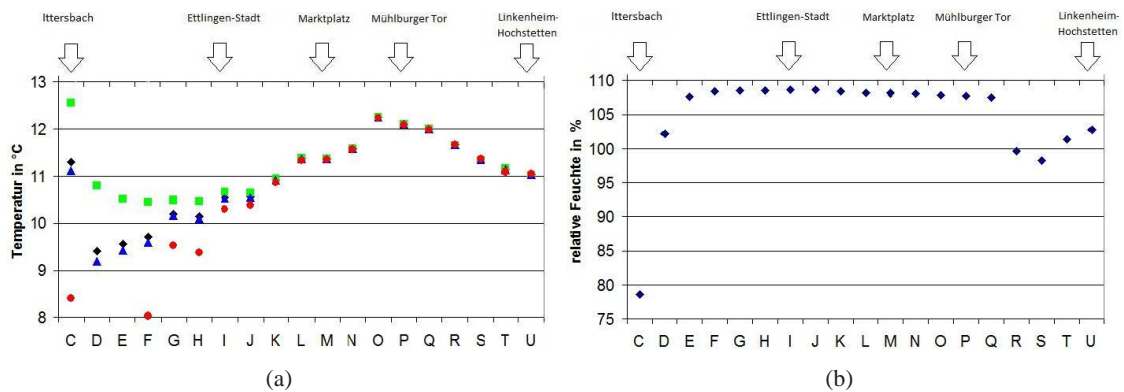 Ittersbach
Ettlingen-Stadt
Marktplatz
Mühlburger Tor
Linkenheim-
Hochstetten
13
12
11
10
9
8
Temperatur in °C
C D E F G H I J K L M N O P Q R S T U
(a)
Ittersbach
Ettlingen-Stadt
Marktplatz
Mühlburger Tor
Linkenheim-
Hochstetten
110
105
100
95
90
85
80
75
relative Feuchte in %
C D E F G H I J K L M N O P Q R S T U
(b)